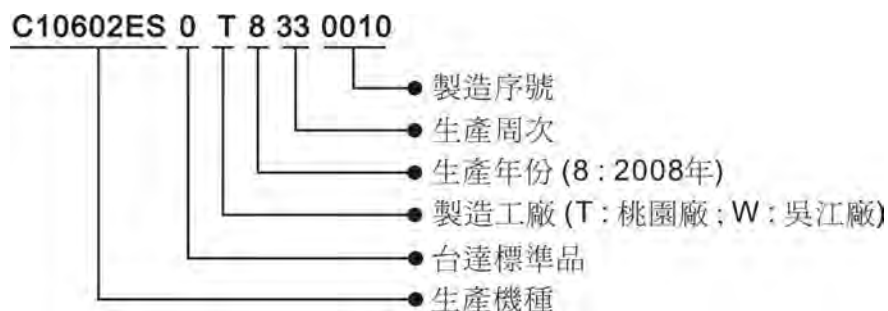 C10602ES 0 T 8 33 0010
製造序號
生產周次
生產年份 (8 : 2008年)
製造工廠 (T : 桃園廠 ; W : 吳江廠)
台達標準品
生產機種